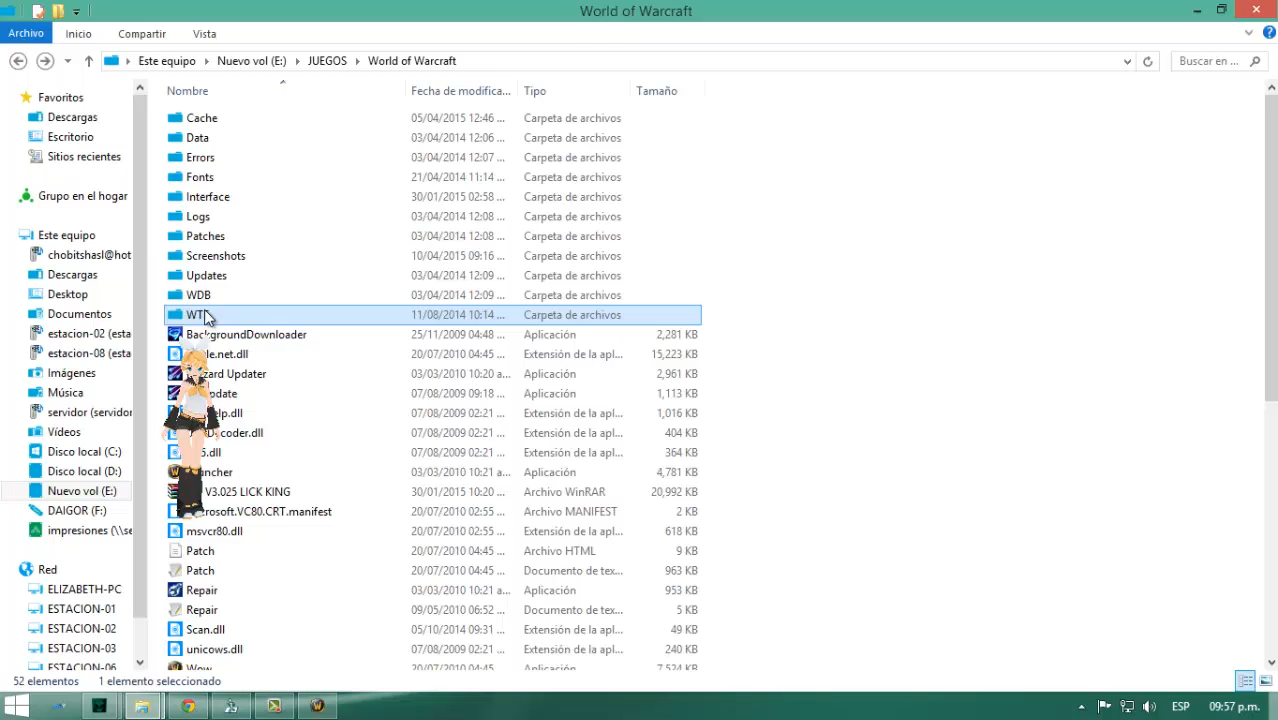 World of Warcraft
Archivo Inicio Compartir Vista
Este equipo Nuevo vol (E:) JUEGOS World of Warcraft
Buscar en ...
Nombre Fecha de modifica... Tipo Tamaño
Favoritos
Descargas
Escritorio
Sitios recientes
Grupo en el hogar
Este equipo
chobitshasl@hot
Descargas
Desktop
Documentos
estacion-02 (esta
estacion-08 (esta
Imágenes
Música
servidor (servidor
Vídeos
Disco local (C:)
Disco local (D:)
Nuevo vol (E:)
DAIGOR (F:)
impresiones (\\se
Red
ELIZABETH-PC
ESTACION-01
ESTACION-02
ESTACION-03
ESTACION-06
Cache 05/04/2015 12:46 ... Carpeta de archivos
Data 03/04/2014 12:06 ... Carpeta de archivos
Errors 03/04/2014 12:07 ... Carpeta de archivos
Fonts 21/04/2014 11:14 ... Carpeta de archivos
Interface 30/01/2015 02:58 ... Carpeta de archivos
Logs 03/04/2014 12:08 ... Carpeta de archivos
Patches 03/04/2014 12:08 ... Carpeta de archivos
Screenshots 10/04/2015 09:16 ... Carpeta de archivos
Updates 03/04/2014 12:09 ... Carpeta de archivos
WDB 03/04/2014 12:09 ... Carpeta de archivos
11/08/2014 10:14 ... Carpeta de archivos
BackgroundDownloader 25/11/2009 04:48 ... Aplicación 2,281 KB
.net.dll 20/07/2010 04:45 ... Extensión de la apl... 15,223 KB
Updater 03/03/2010 10:20 a... Aplicación 2,961 KB
pdate 07/08/2009 09:18 ... Aplicación 1,113 KB
.dll 07/08/2009 02:21 ... Extensión de la apl... 1,016 KB
coder.dll 07/08/2009 02:21 ... Extensión de la apl... 404 KB
.dll 07/08/2009 02:21 ... Extensión de la apl... 364 KB
ncher 03/03/2010 10:21 a... Aplicación 4,781 KB
V3.025 LICK KING 30/01/2015 10:20 ... Archivo WinRAR 20,992 KB
rosoft.VC80.CRT.manifest 20/07/2010 02:55 ... Archivo MANIFEST 2 KB
msvcr80.dll 20/07/2010 02:55 ... Extensión de la apl... 618 KB
Patch 20/07/2010 04:45 ... Archivo HTML 9 KB
Patch 20/07/2010 04:45 ... Documento de tex... 963 KB
Repair 03/03/2010 10:21 a... Aplicación 953 KB
Repair 09/05/2010 06:52 ... Documento de tex... 5 KB
Scan.dll 05/10/2014 09:31 ... Extensión de la apl... 49 KB
unicows.dll 07/08/2009 02:21 ... Extensión de la apl... 240 KB
Wow 20/07/2010 04:45 ... Aplicación 7,524 KB
52 elementos 1 elemento seleccionado
ESP 09:57 p.m.